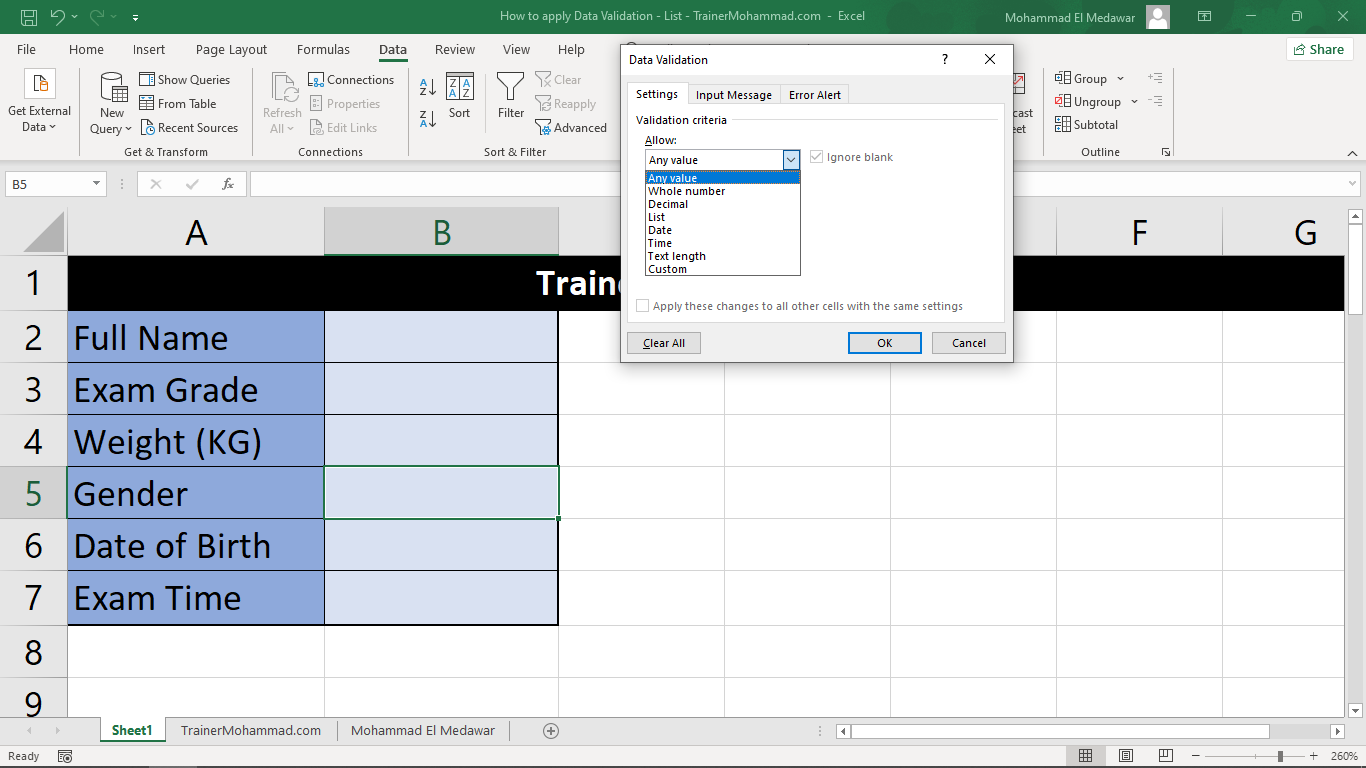 How to apply Data Validation - List - TrainerMohammad.com - Excel
Mohammad El Medawar
File Home Insert Page Layout Formulas Data Review View Help
Share
Get External Data
New Query
Show Queries
From Table
Recent Sources
Get & Transform
Refresh All
Connections
Properties
Edit Links
Connections
Sort
Filter
Clear
Reapply
Advanced
Sort & Filter
Group
Ungroup
Subtotal
Outline
Data Validation
?
Settings Input Message Error Alert
Validation criteria
Allow:
Any value
Ignore blank
Any value
Whole number
Decimal
List
Date
Time
Text length
Custom
Apply these changes to all other cells with the same settings
Clear All OK Cancel
B5
fx
A B F G
1
2 Full Name
3 Exam Grade
4 Weight (KG)
5 Gender
6 Date of Birth
7 Exam Time
8
9
Sheet1 TrainerMohammad.com Mohammad El Medawar
Ready
260%